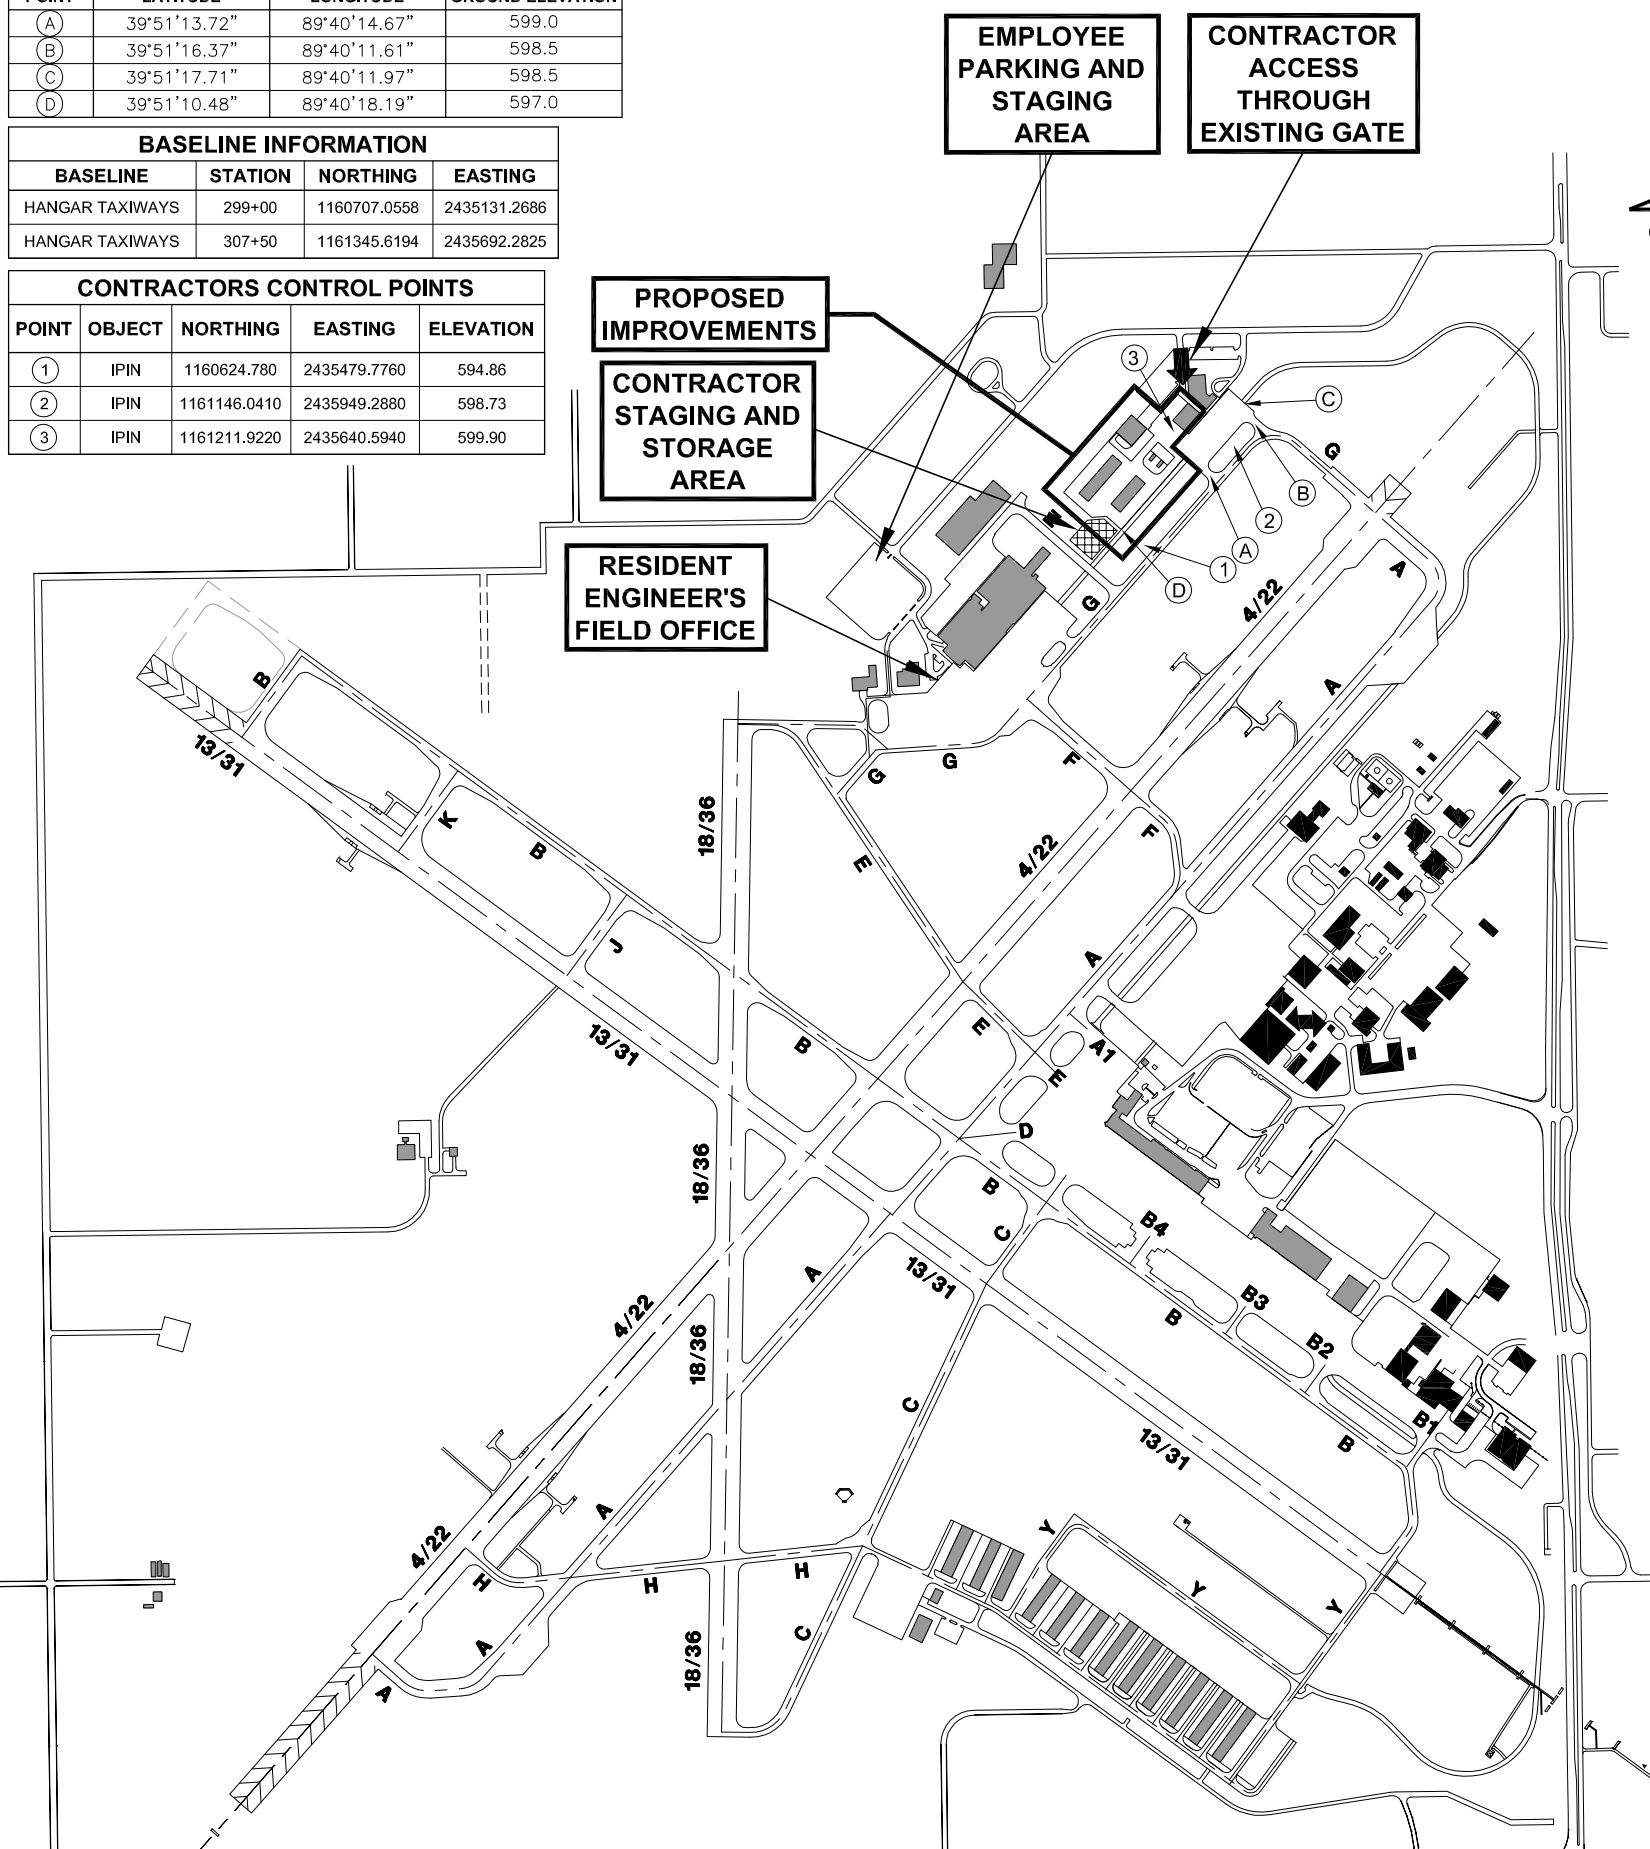 POINT LATITUDE LONGITUDE GROUND ELEVATION
A 39°51'13.72" 89°40'14.67" 599.0
B 39°51'16.37" 89°40'11.61" 598.5
C 39°51'17.71" 89°40'11.97" 598.5
D 39°51'10.48" 89°40'18.19" 597.0
BASELINE INFORMATION
BASELINE STATION NORTHING EASTING
HANGAR TAXIWAYS 299+00 1160707.0558 2435131.2686
HANGAR TAXIWAYS 307+50 1161345.6194 2435692.2825
CONTRACTORS CONTROL POINTS
POINT OBJECT NORTHING EASTING ELEVATION
1 IPIN 1160624.780 2435479.7760 594.86
2 IPIN 1161146.0410 2435949.2880 598.73
3 IPIN 1161211.9220 2435640.5940 599.90
EMPLOYEE
PARKING AND
STAGING
AREA
CONTRACTOR
ACCESS
THROUGH
EXISTING GATE
PROPOSED
IMPROVEMENTS
CONTRACTOR
STAGING AND
STORAGE
AREA
RESIDENT
ENGINEER'S
FIELD OFFICE
3
C
B
2
A
1
D
G
N
G
A
4/22
A
B
13/31
F
G
G
18/36
K
B
E
4/22
F
J
A
13/31
B
E
A1
E
D
18/36
B
B4
C
A
13/31
B3
4/22
B
B2
18/36
C
B1
B
13/31
A
4/22
Y
H
H
H
Y
Y
C
A
18/36
A